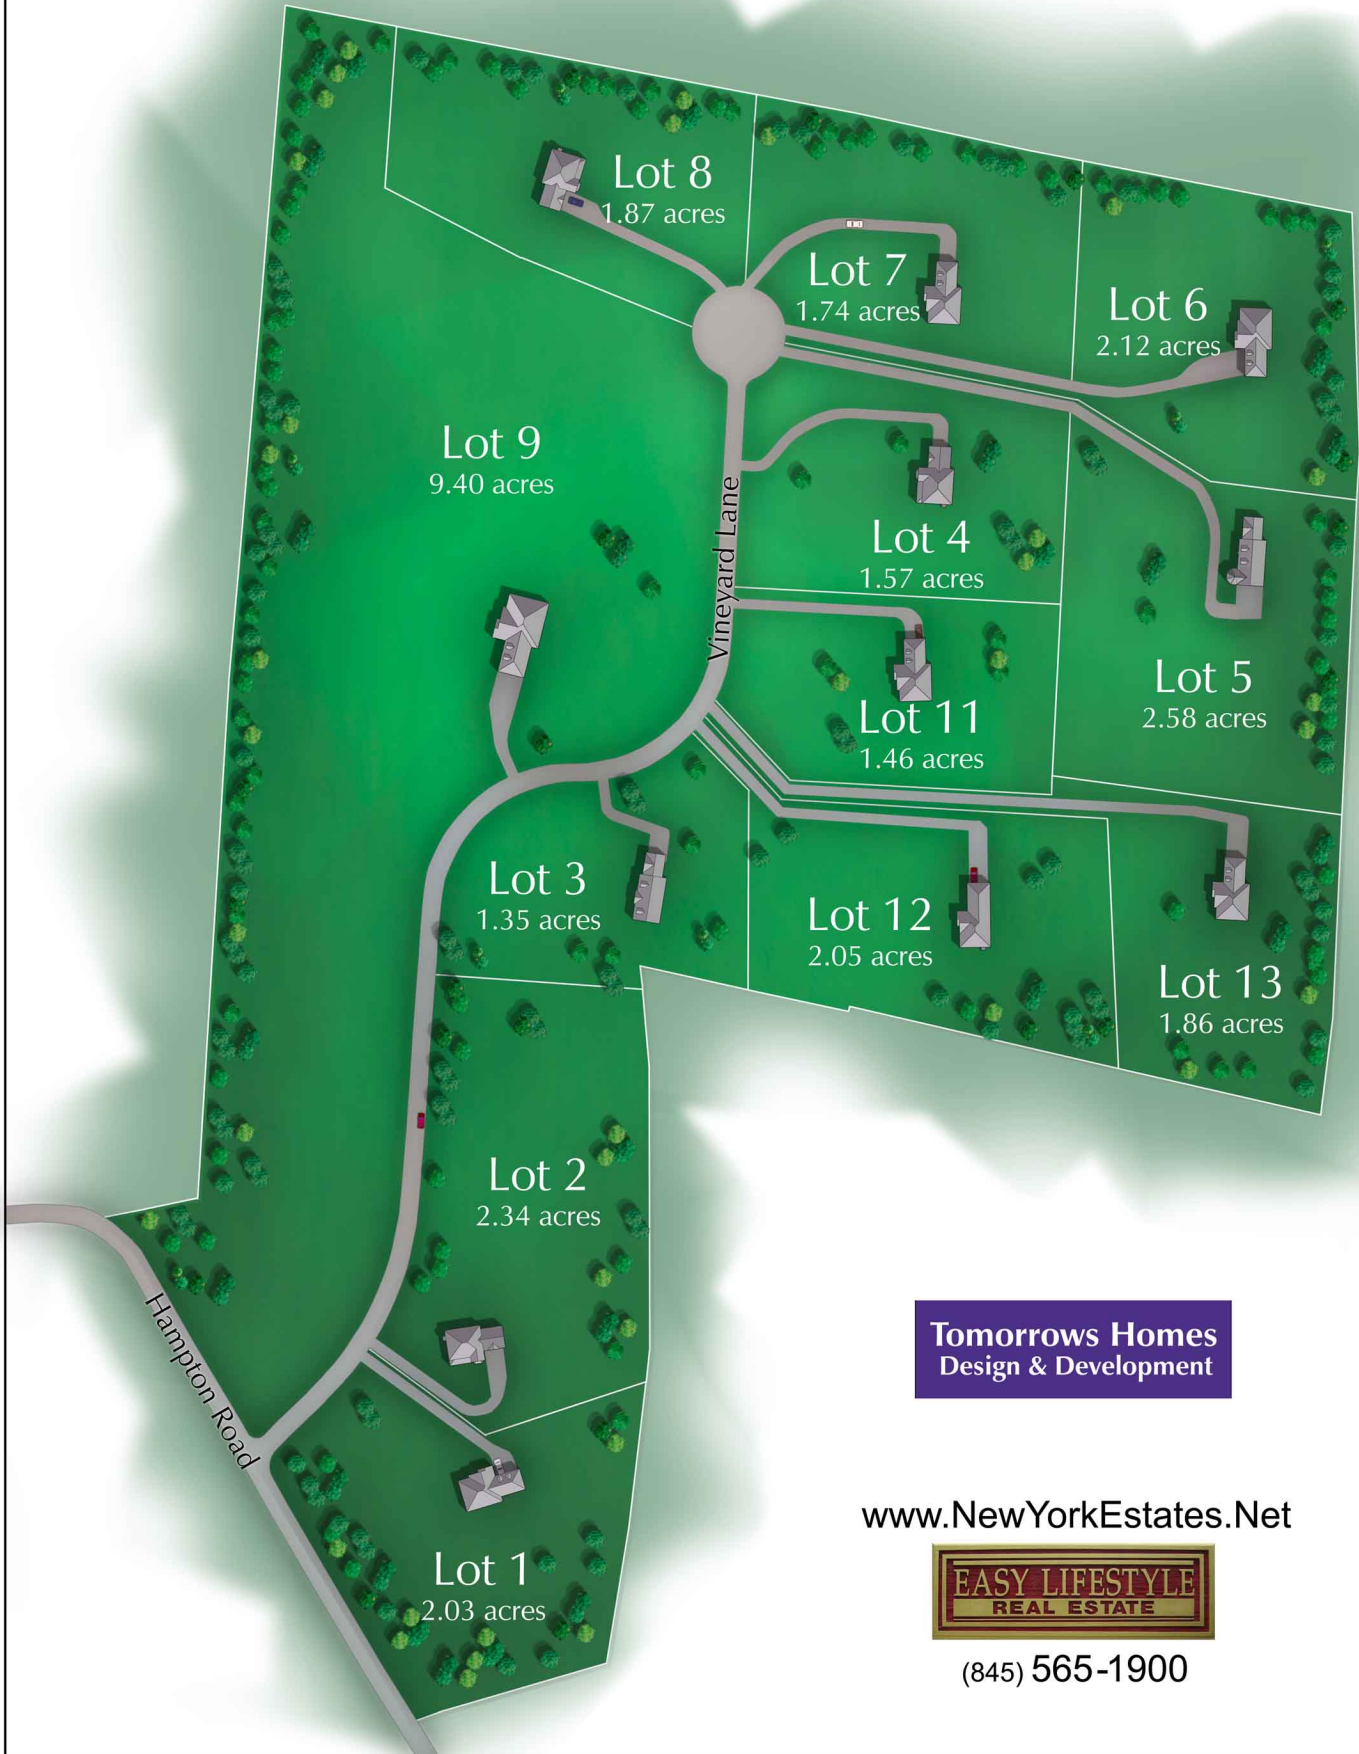 Lot 8
1.87 acres
Lot 7
1.74 acres
Lot 6
2.12 acres
Lot 9
9.40 acres
Vineyard Lane
Lot 4
1.57 acres
Lot 5
2.58 acres
Lot 11
1.46 acres
Lot 3
1.35 acres
Lot 12
2.05 acres
Lot 13
1.86 acres
Lot 2
2.34 acres
Hampton Road
Lot 1
2.03 acres
Tomorrows Homes
Design & Development
www.NewYorkEstates.Net
EASY LIFESTYLE
REAL ESTATE
(845) 565-1900